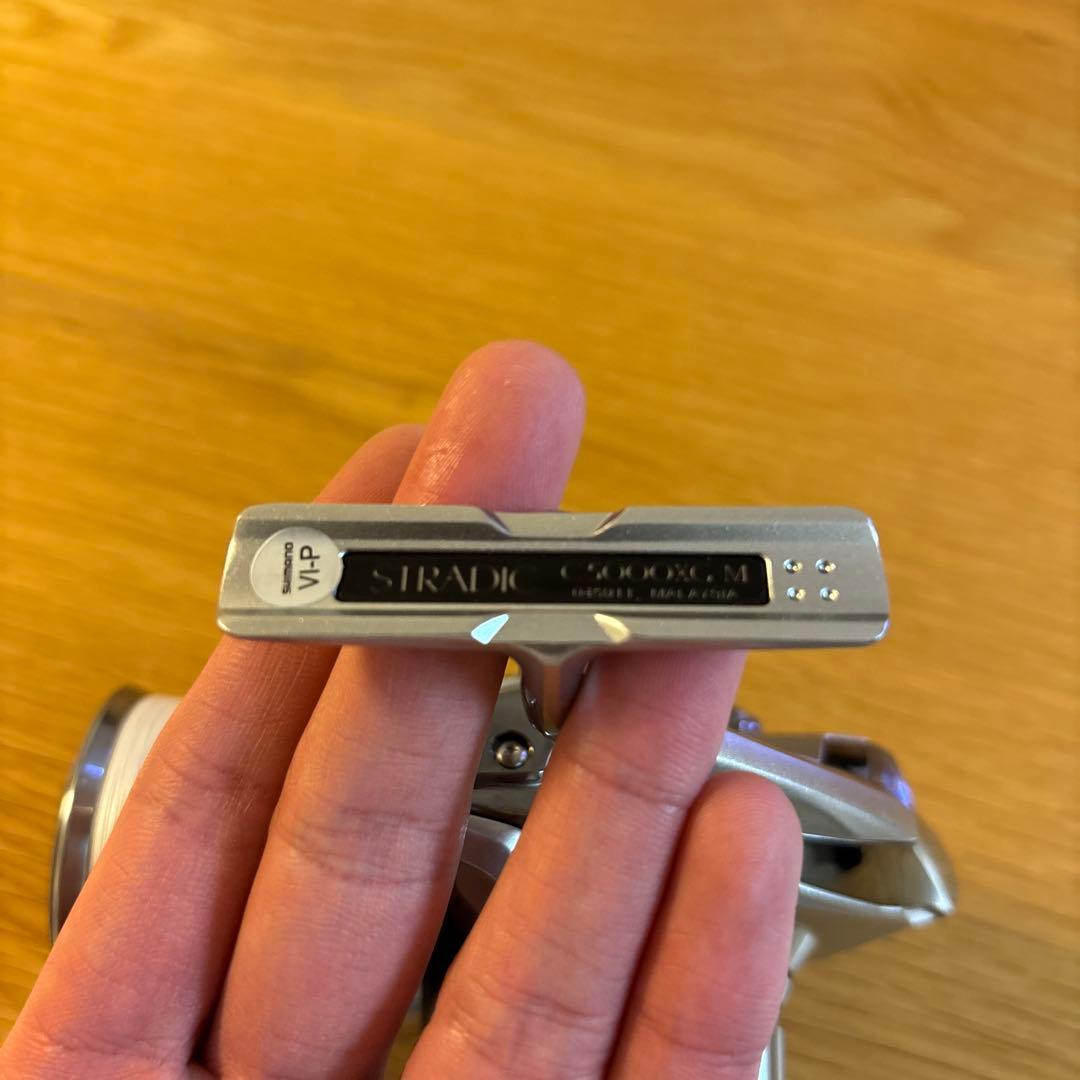 SHIMANO
VI-P
STRADIC C5000XG M
MALAYSIA